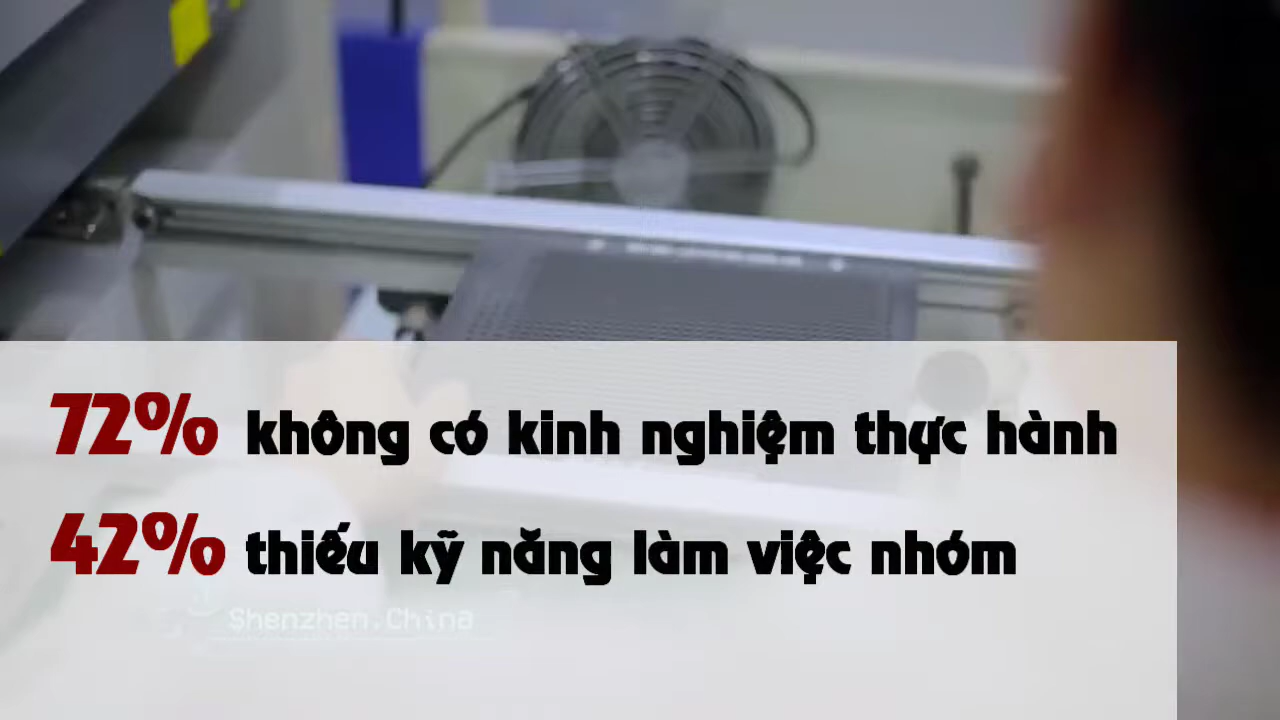 72% không có kinh nghiệm thực hành
42% thiếu kỹ năng làm việc nhóm
Shenzhen.China